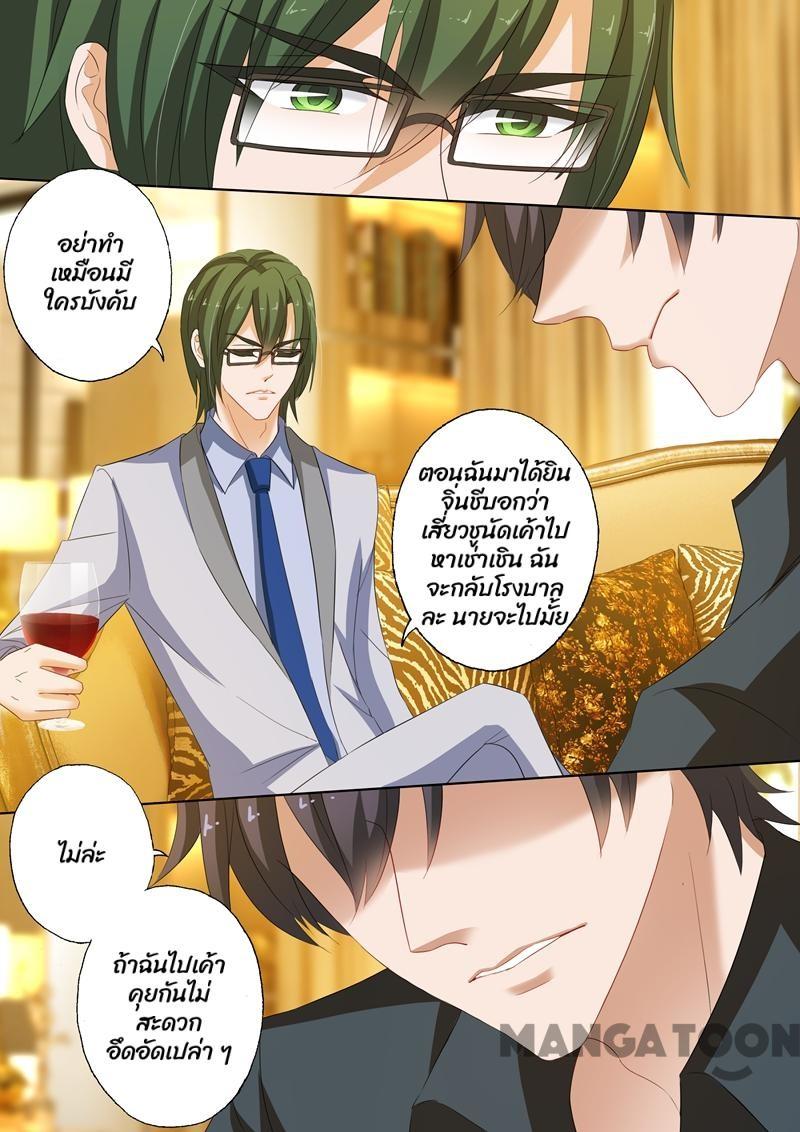 อย่าทำ
เหมือนมี
ใครบังคับ
ตอนฉันมาได้ยิน
จิ่นชีบอกว่า
เสี่ยวชูนัดเค้าไป
หาเชาเชิน ฉัน
จะกลับโรงบาล
ละ นายจะไปมั้ย
ไม่ล่ะ
ถ้าฉันไปเค้า
คุยกันไม่
สะดวก
อึดอัดเปล่า ๆ
MANGATOON